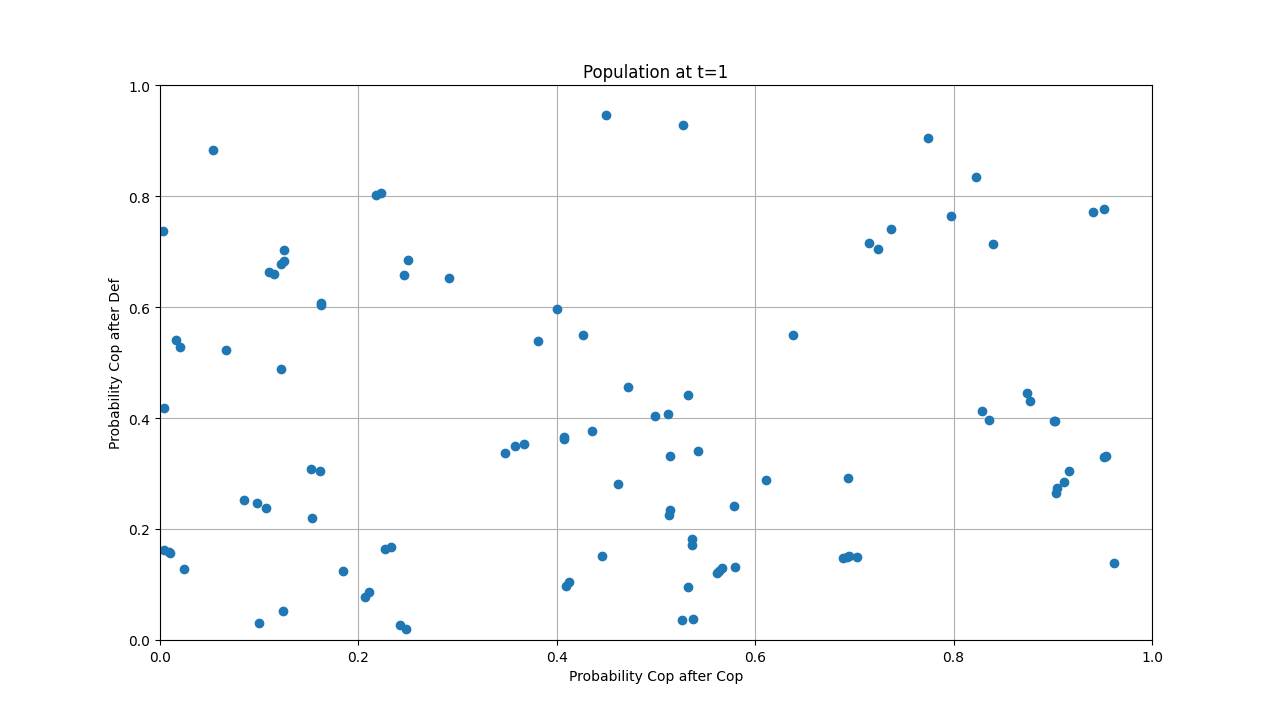 Population at t=1
1.0
0.8
0.6
0.4
0.2
0.0
Probability Cop after Def
0.0 0.2 0.4 0.6 0.8 1.0
Probability Cop after Cop